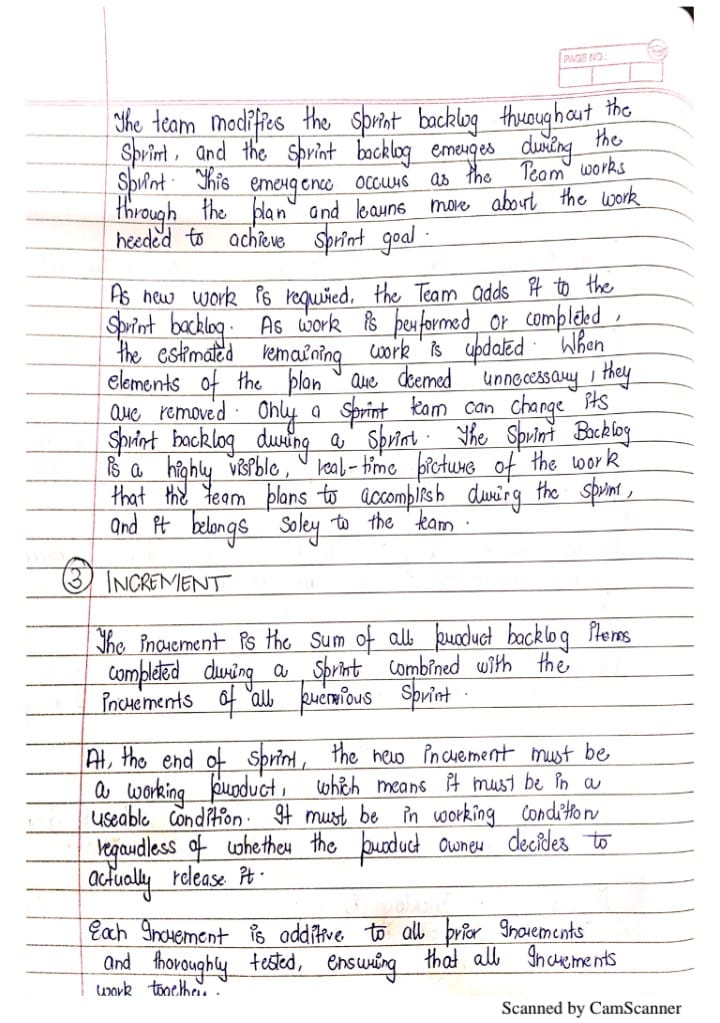 PAGE NO.:
The team modifies the sprint backlog throughout the
Sprint, and the sprint backlog emerges during the
Sprint. This emergence occurs as the Team works
through the plan and learns more about the work
needed to achieve sprint goal.
As new work is required, the Team adds it to the
Sprint backlog. As work is performed or completed,
the estimated remaining work is updated. When
elements of the plan are deemed unnecessary, they
are removed. Only a sprint team can change its
Sprint backlog during a sprint. The Sprint Backlog
is a highly visible, real-time picture of the work
that the team plans to accomplish during the sprint,
and it belongs soley to the team.
3 INCREMENT
The increment is the sum of all product backlog items
completed during a sprint combined with the
increments of all previous sprint.
At, the end of sprint, the new increment must be
a working product, which means it must be in a
useable condition. It must be in working condition
regardless of whether the product owner decides to
actually release it.
Each Increment is additive to all prior Increments
and thoroughly tested, ensuring that all Increments
work together.
Scanned by CamScanner